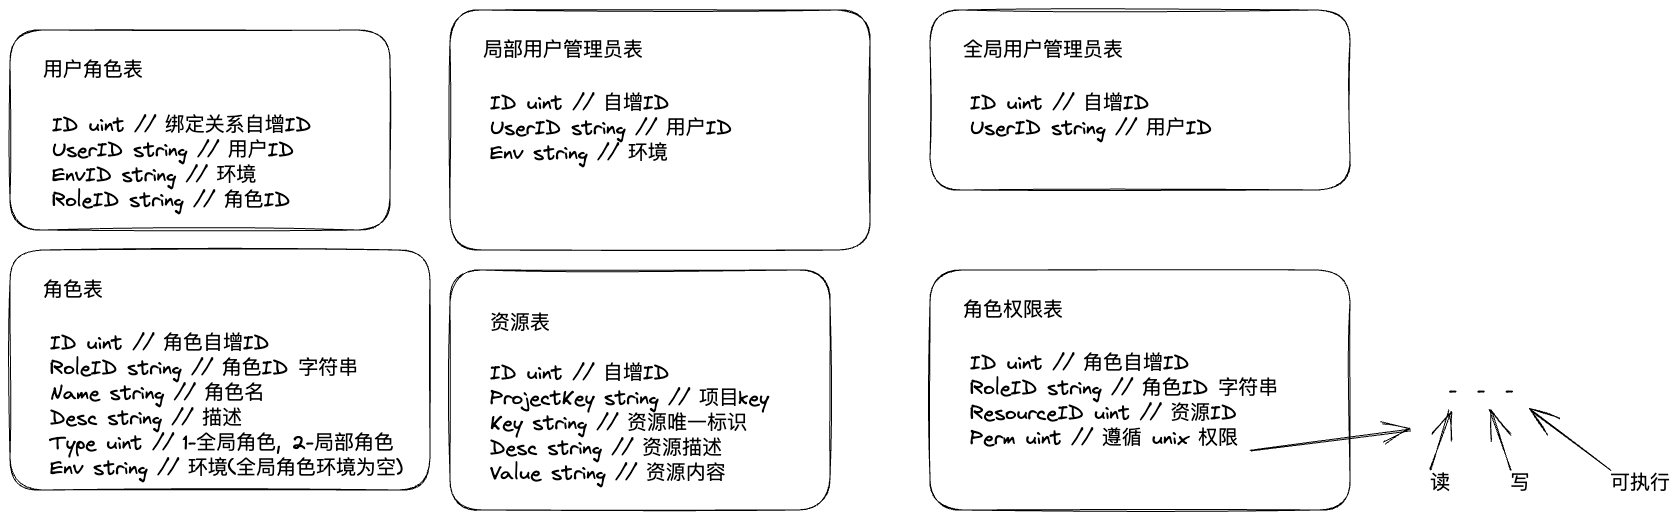 用户角色表
ID uint // 绑定关系自增ID
UserID string // 用户ID
EnvID string // 环境
RoleID string // 角色ID
局部用户管理员表
ID uint // 自增ID
UserID string // 用户ID
Env string // 环境
全局用户管理员表
ID uint // 自增ID
UserID string // 用户ID
角色表
ID uint // 角色自增ID
RoleID string // 角色ID 字符串
Name string // 角色名
Desc string // 描述
Type uint // 1-全局角色, 2-局部角色
Env string // 环境(全局角色环境为空)
资源表
ID uint // 自增ID
ProjectKey string // 项目key
Key string // 资源唯一标识
Desc string // 资源描述
Value string // 资源内容
角色权限表
ID uint // 角色自增ID
RoleID string // 角色ID 字符串
ResourceID uint // 资源ID
Perm uint // 遵循 unix 权限
- - -
读
写
可执行